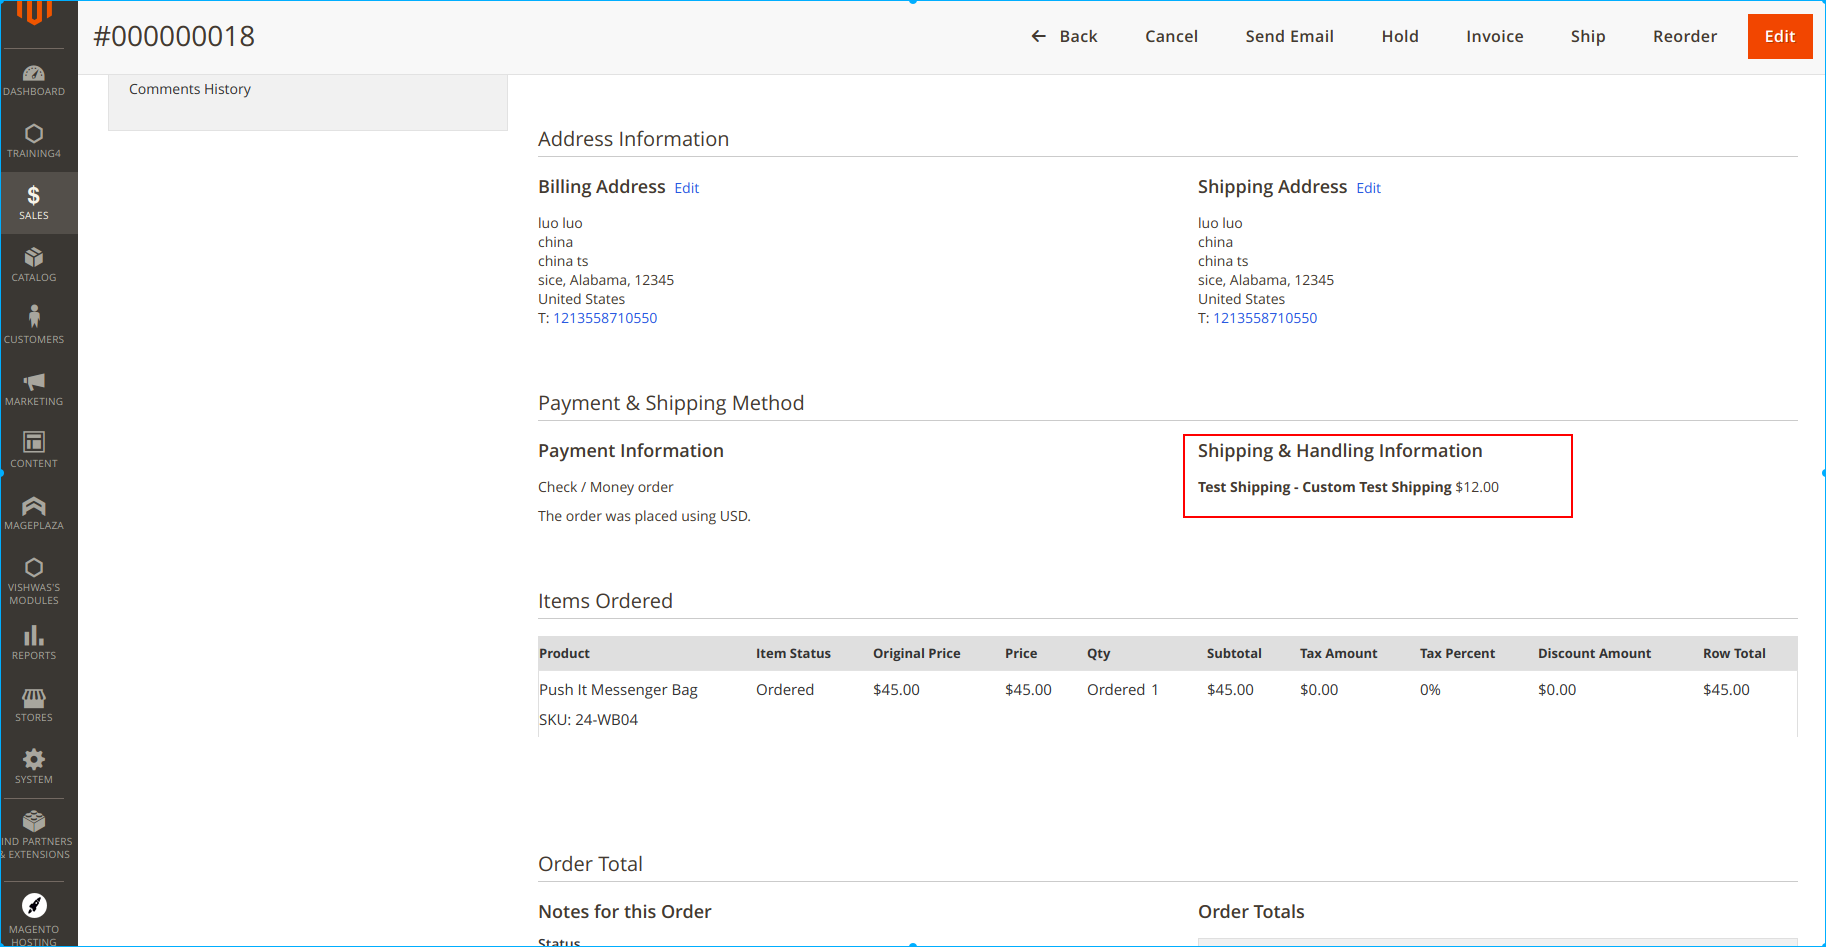 #000000018
Back
Cancel
Send Email
Hold
Invoice
Ship
Reorder
Edit
DASHBOARD
TRAINING4
SALES
CATALOG
CUSTOMERS
MARKETING
CONTENT
MAGEPLAZA
VISHWAS'S
MODULES
REPORTS
STORES
SYSTEM
IND PARTNERS
& EXTENSIONS
MAGENTO
HOSTING
Comments History
Address Information
Billing Address Edit
luo luo
china
china ts
sice, Alabama, 12345
United States
T: 1213558710550
Shipping Address Edit
luo luo
china
china ts
sice, Alabama, 12345
United States
T: 1213558710550
Payment & Shipping Method
Payment Information
Check / Money order
The order was placed using USD.
Shipping & Handling Information
Test Shipping - Custom Test Shipping $12.00
Items Ordered
Product Item Status Original Price Price Qty Subtotal Tax Amount Tax Percent Discount Amount Row Total
Push It Messenger Bag Ordered $45.00 $45.00 Ordered 1 $45.00 $0.00 0% $0.00 $45.00
SKU: 24-WB04
Order Total
Notes for this Order
Status
Order Totals